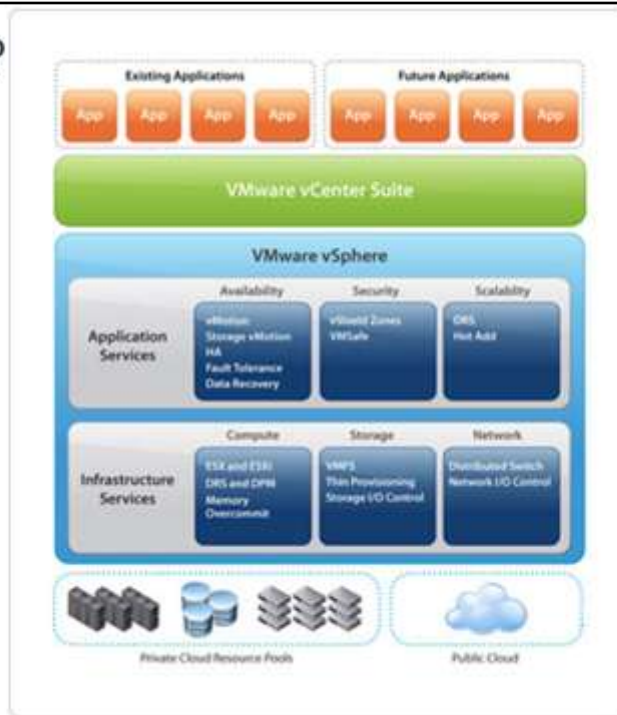 Existing Applications
Future Applications
App App App App
App App App App
VMware vCenter Suite
VMware vSphere
Availability
Security
Scalablity
Application
Services
vMotion
Storage vMotion
HA
Fault Tolerance
Data Recovery
vShield Zones
VMSafe
DRS
Hot Add
Compute
Storage
Network
Infrastructure
Services
ESX and ESXi
DRS and DPM
Memory
Overcommit
VMFS
Thin Provisioning
Storage I/O Control
Distributed Switch
Network I/O Control
Private Cloud Resource Pools
Public Cloud